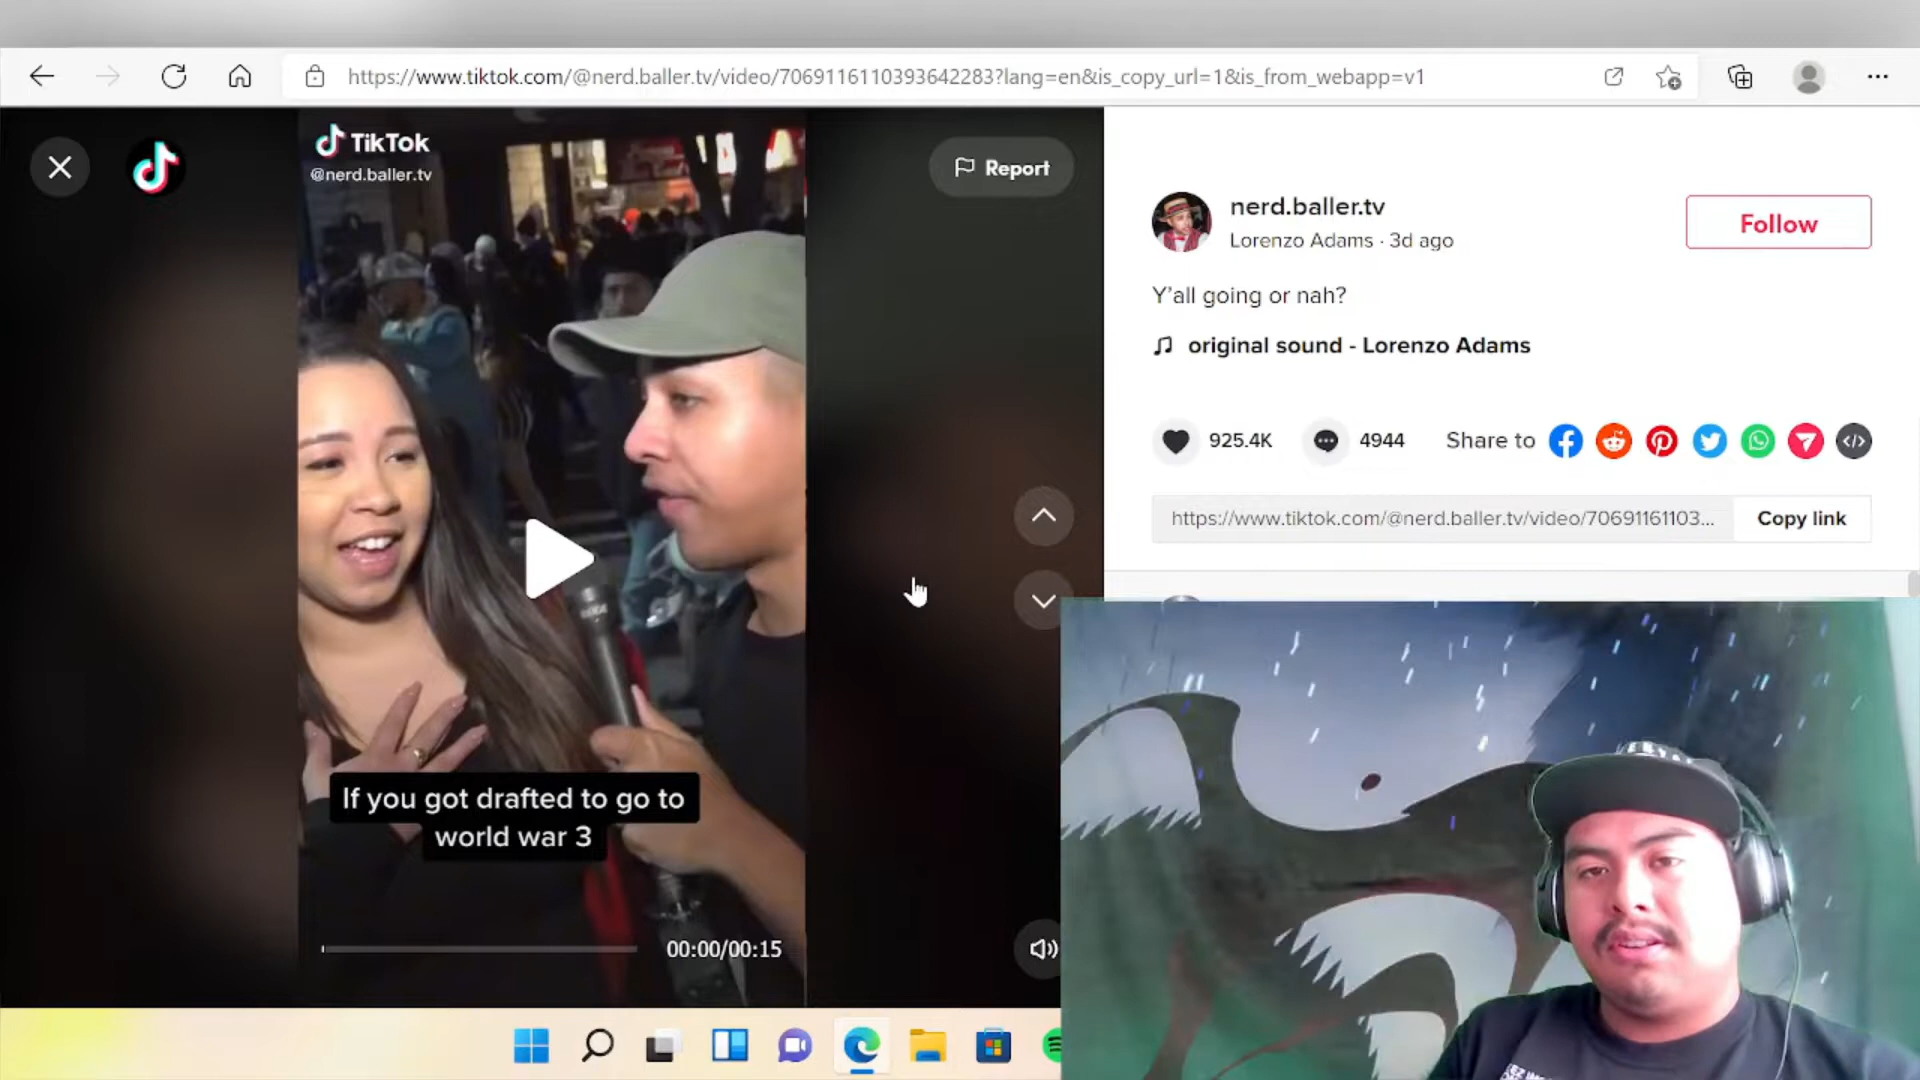 https://www.tiktok.com/@nerd.baller.tv/video/7069116110393642283?lang=en&is_copy_url=1&is_from_webapp=v1
TikTok
@nerd.baller.tv
Report
nerd.baller.tv
Lorenzo Adams · 3d ago
Follow
Y'all going or nah?
original sound - Lorenzo Adams
925.4K
4944
Share to
https://www.tiktok.com/@nerd.baller.tv/video/70691161103...
Copy link
If you got drafted to go to
world war 3
00:00/00:15